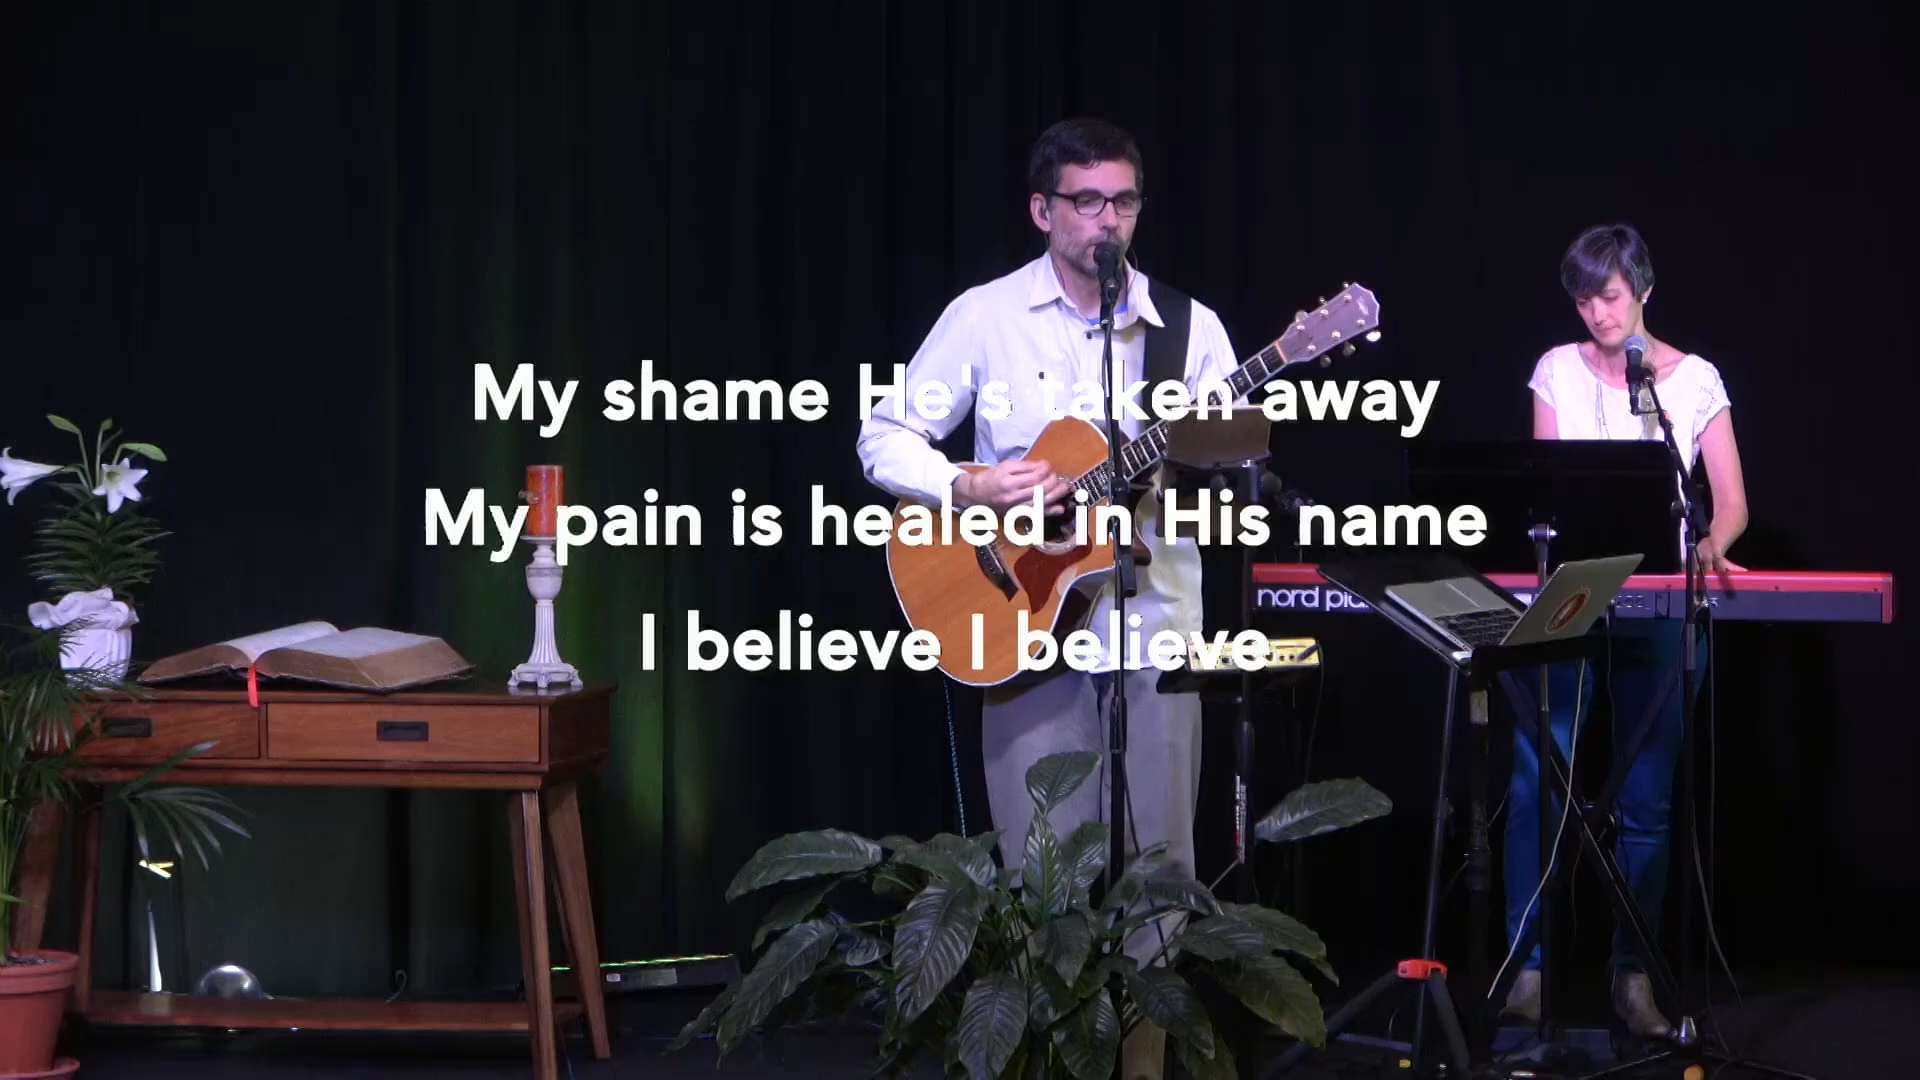 My shame He's taken away
My pain is healed in His name
I believe I believe
nord pia